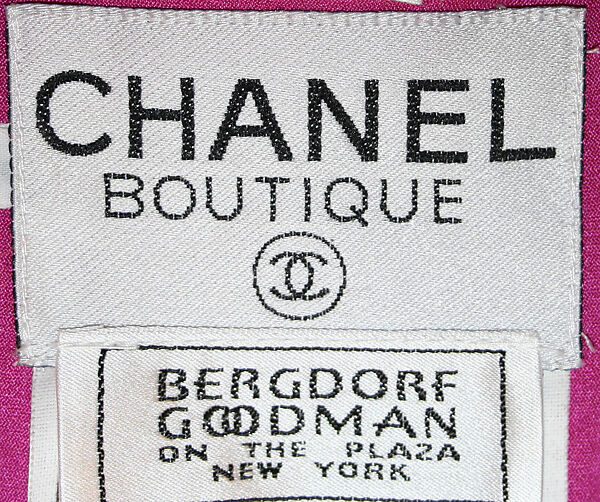 CHANEL
BOUTIQUE
BERGDORF
GOODMAN
ON THE PLAZA
NEW YORK